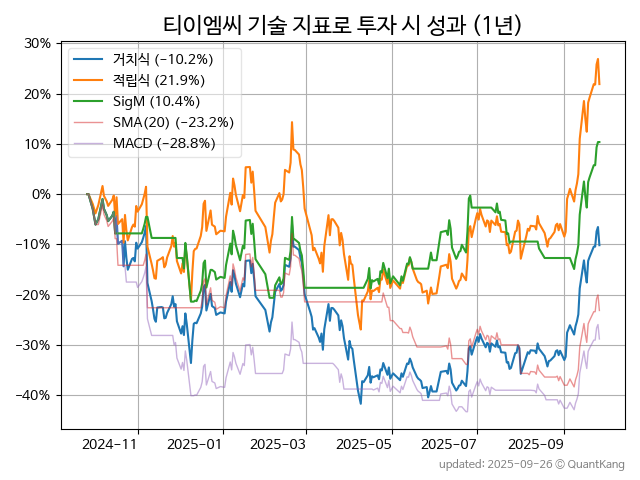 티이엠씨 기술 지표로 투자 시 성과 (1년)
30%
20%
10%
0%
−10%
−20%
−30%
−40%
거치식 (−10.2%)
적립식 (21.9%)
SigM (10.4%)
SMA(20) (−23.2%)
MACD (−28.8%)
2024-11
2025-01
2025-03
2025-05
2025-07
2025-09
updated: 2025-09-26 © QuantKang